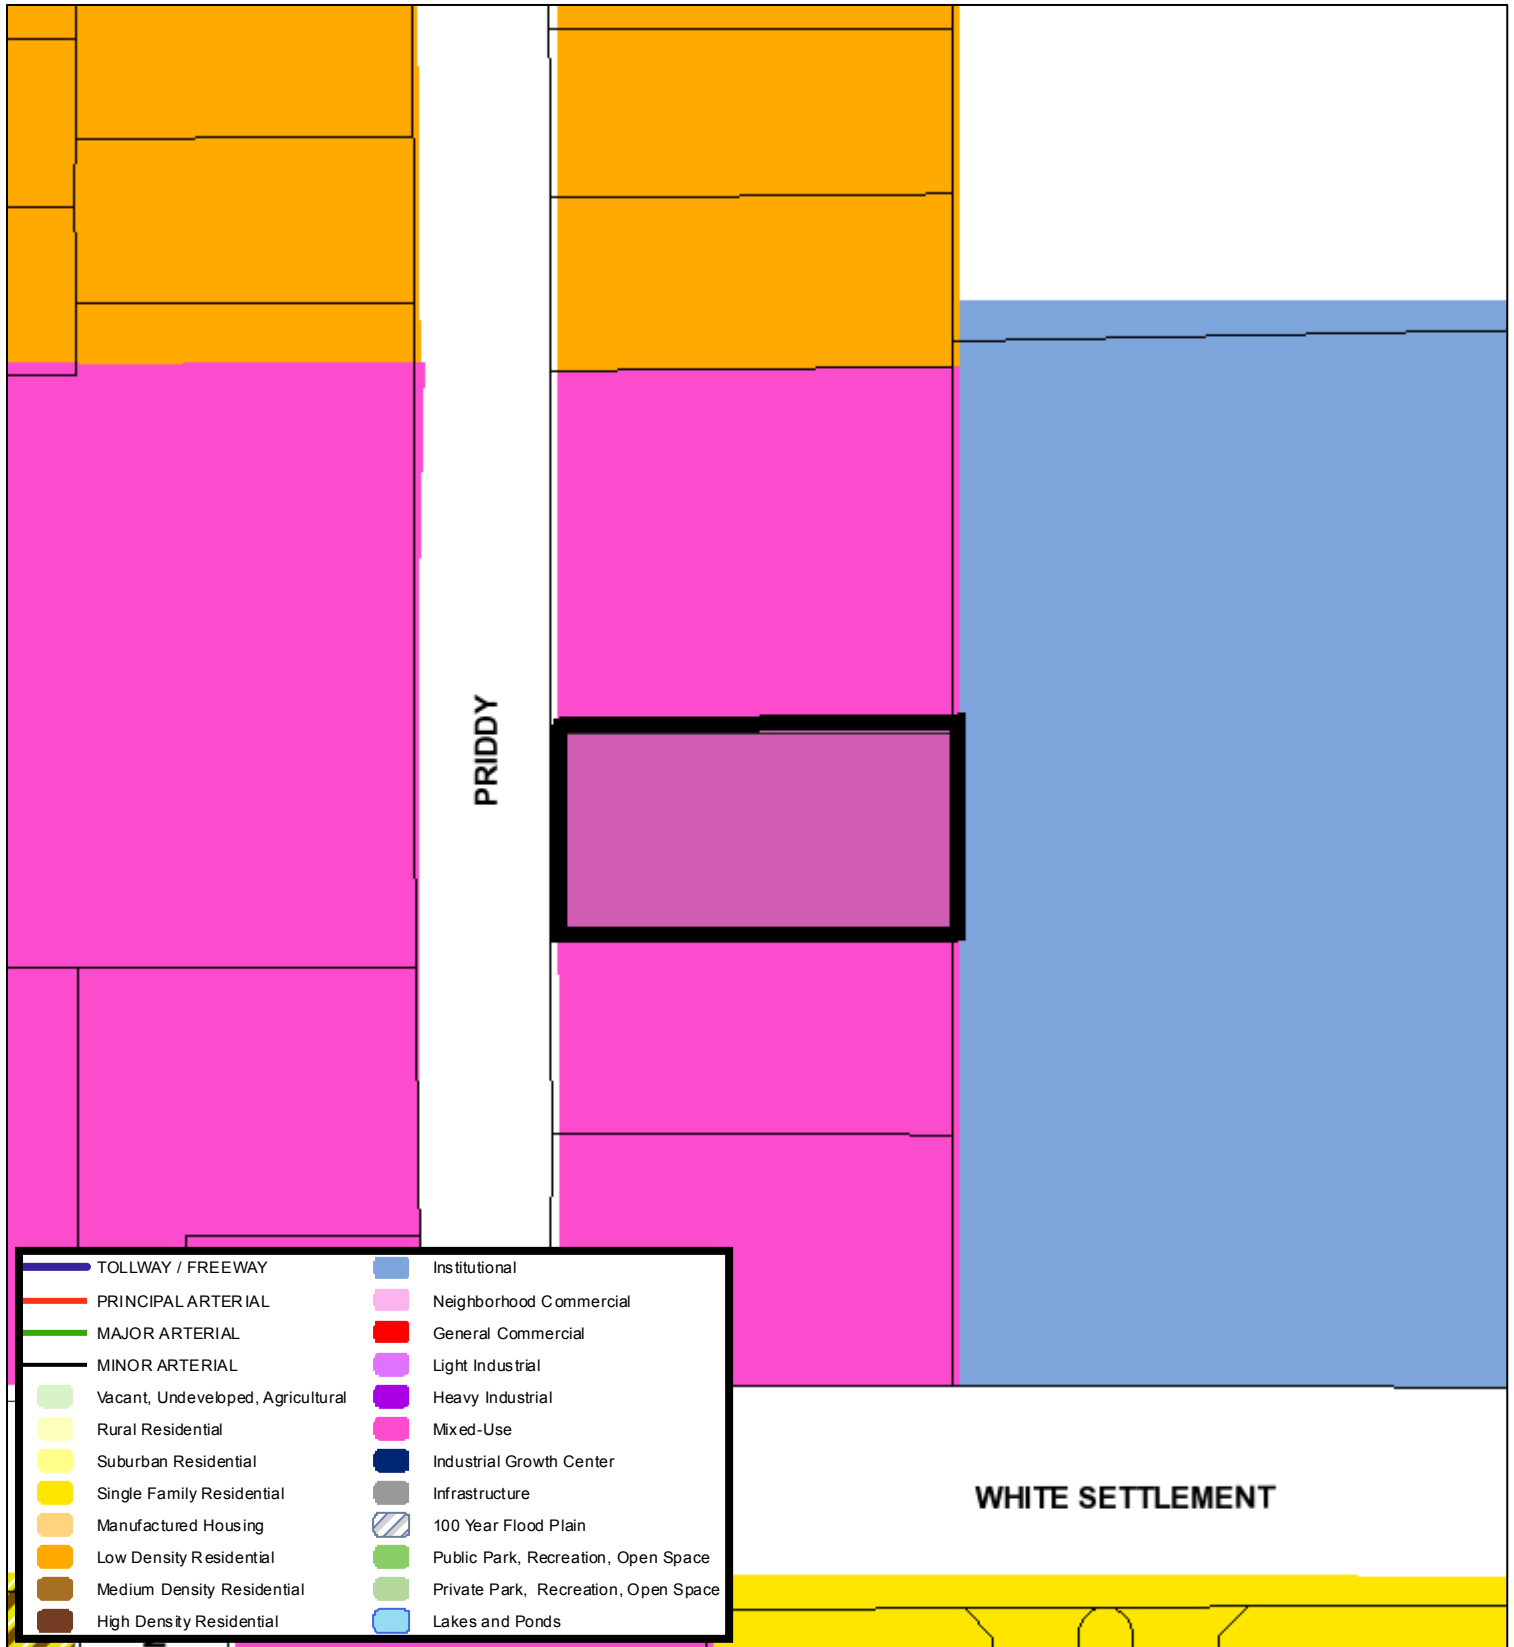 PRIDDY
TOLLWAY / FREEWAY
PRINCIPAL ARTERIAL
MAJOR ARTERIAL
MINOR ARTERIAL
Vacant, Undeveloped, Agricultural
Rural Residential
Suburban Residential
Single Family Residential
Manufactured Housing
Low Density Residential
Medium Density Residential
High Density Residential
Institutional
Neighborhood Commercial
General Commercial
Light Industrial
Heavy Industrial
Mixed-Use
Industrial Growth Center
Infrastructure
100 Year Flood Plain
Public Park, Recreation, Open Space
Private Park, Recreation, Open Space
Lakes and Ponds
WHITE SETTLEMENT